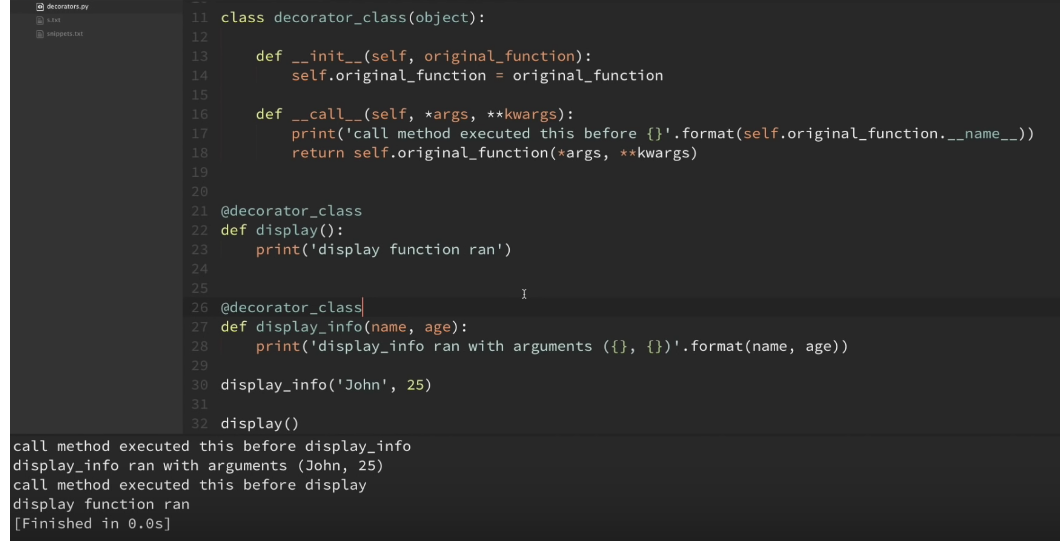 decorators.py
s.txt
snippets.txt
11 class decorator_class(object):
12
13     def __init__(self, original_function):
14         self.original_function = original_function
15
16     def __call__(self, *args, **kwargs):
17         print('call method executed this before {}'.format(self.original_function.__name__))
18         return self.original_function(*args, **kwargs)
19
20
21 @decorator_class
22 def display():
23     print('display function ran')
24
25
26 @decorator_class
27 def display_info(name, age):
28     print('display_info ran with arguments ({}, {})'.format(name, age))
29
30 display_info('John', 25)
31
32 display()
call method executed this before display_info
display_info ran with arguments (John, 25)
call method executed this before display
display function ran
[Finished in 0.0s]